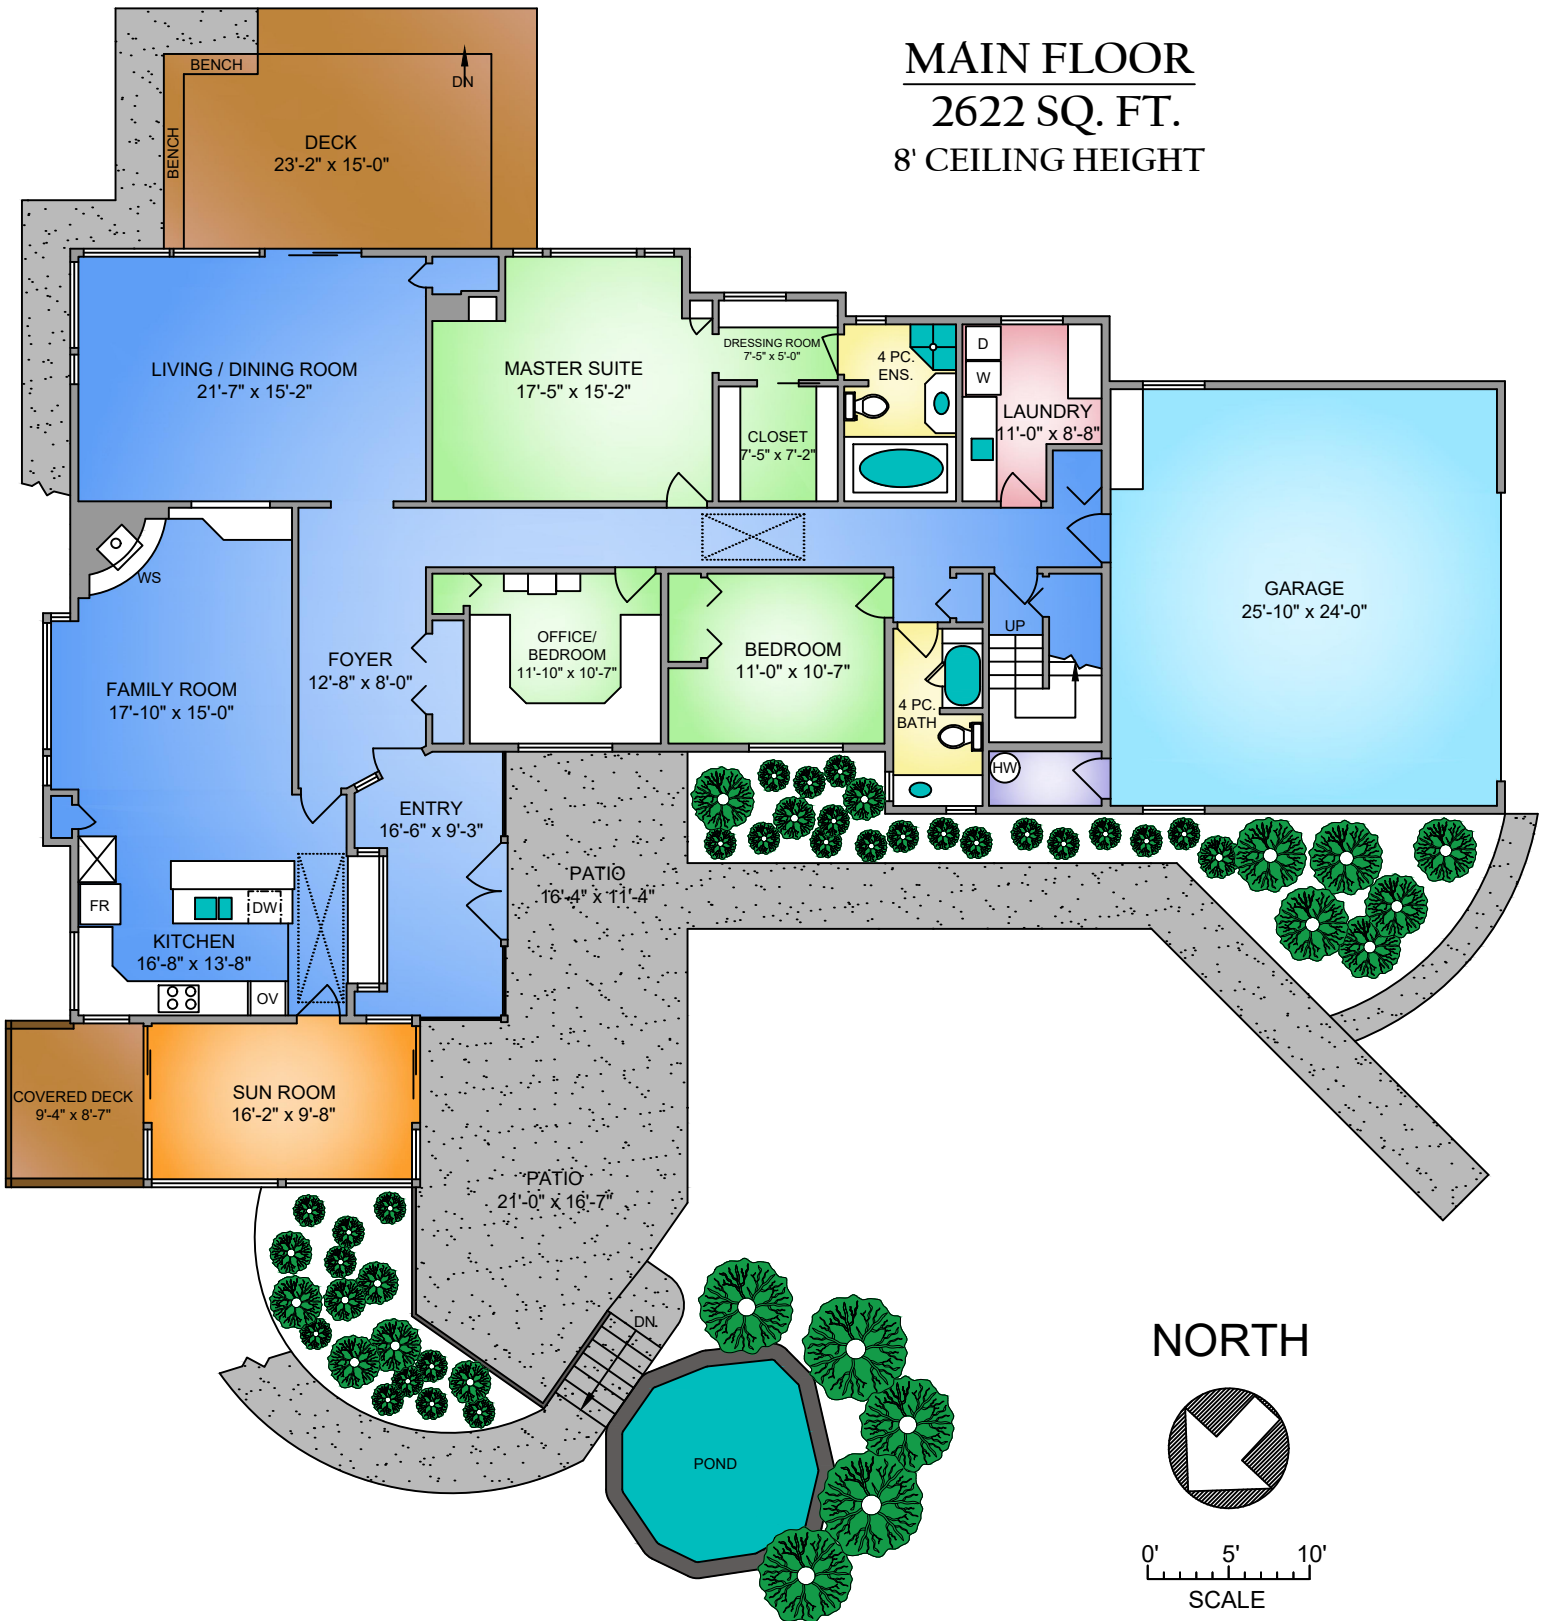 MAIN FLOOR
2622 SQ. FT.
8' CEILING HEIGHT
BENCH
DN
BENCH
DECK
23'-2" x 15'-0"
LIVING / DINING ROOM
21'-7" x 15'-2"
MASTER SUITE
17'-5" x 15'-2"
DRESSING ROOM
7'-5" x 5'-0"
4 PC.
ENS.
D
W
LAUNDRY
11'-0" x 8'-8"
CLOSET
7'-5" x 7'-2"
GARAGE
25'-10" x 24'-0"
WS
FAMILY ROOM
17'-10" x 15'-0"
FOYER
12'-8" x 8'-0"
OFFICE/
BEDROOM
11'-10" x 10'-7"
BEDROOM
11'-0" x 10'-7"
UP
4 PC.
BATH
HW
ENTRY
16'-6" x 9'-3"
PATIO
16'-4" x 11'-4"
FR
DW
KITCHEN
16'-8" x 13'-8"
OV
COVERED DECK
9'-4" x 8'-7"
SUN ROOM
16'-2" x 9'-8"
PATIO
21'-0" x 16'-7"
DN.
POND
NORTH
0' 5' 10'
SCALE